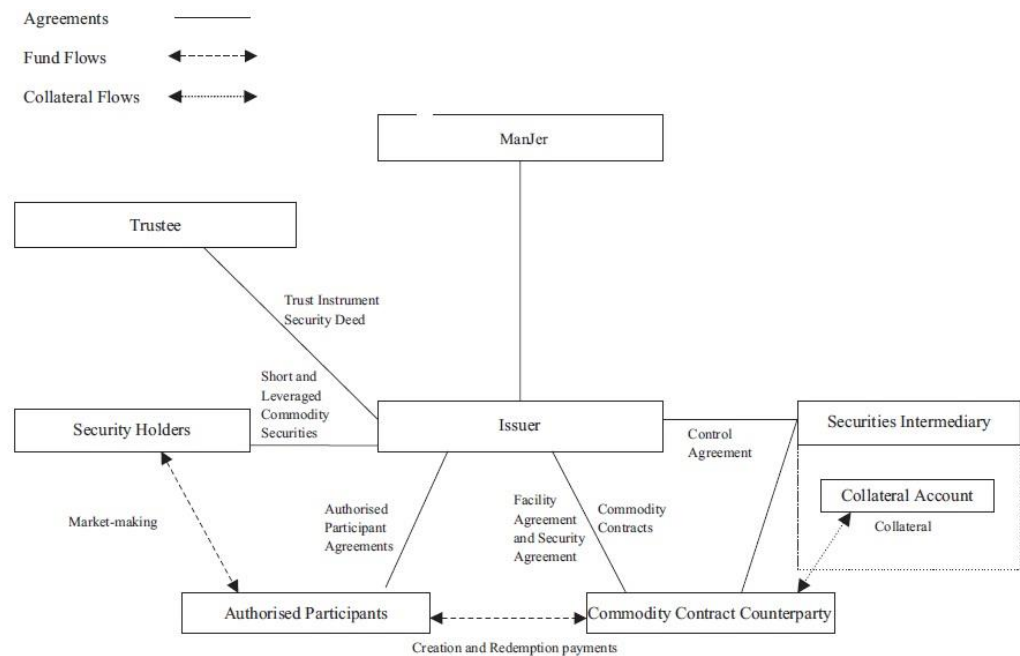 Agreements
Fund Flows
Collateral Flows
ManJer
Trustee
Trust Instrument
Security Deed
Short and
Leveraged
Commodity
Securities
Security Holders
Issuer
Control
Agreement
Securities Intermediary
Collateral Account
Collateral
Market-making
Authorised
Participant
Agreements
Facility
Agreement
and Security
Agreement
Commodity
Contracts
Authorised Participants
Commodity Contract Counterparty
Creation and Redemption payments